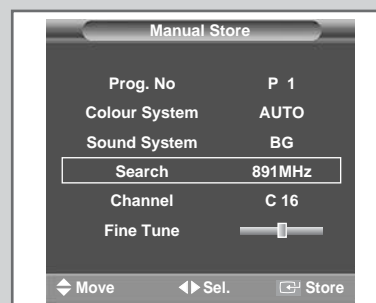 Manual Store
Prog. No P 1
Colour System AUTO
Sound System BG
Search 891MHz
Channel C 16
Fine Tune
Move Sel. Store